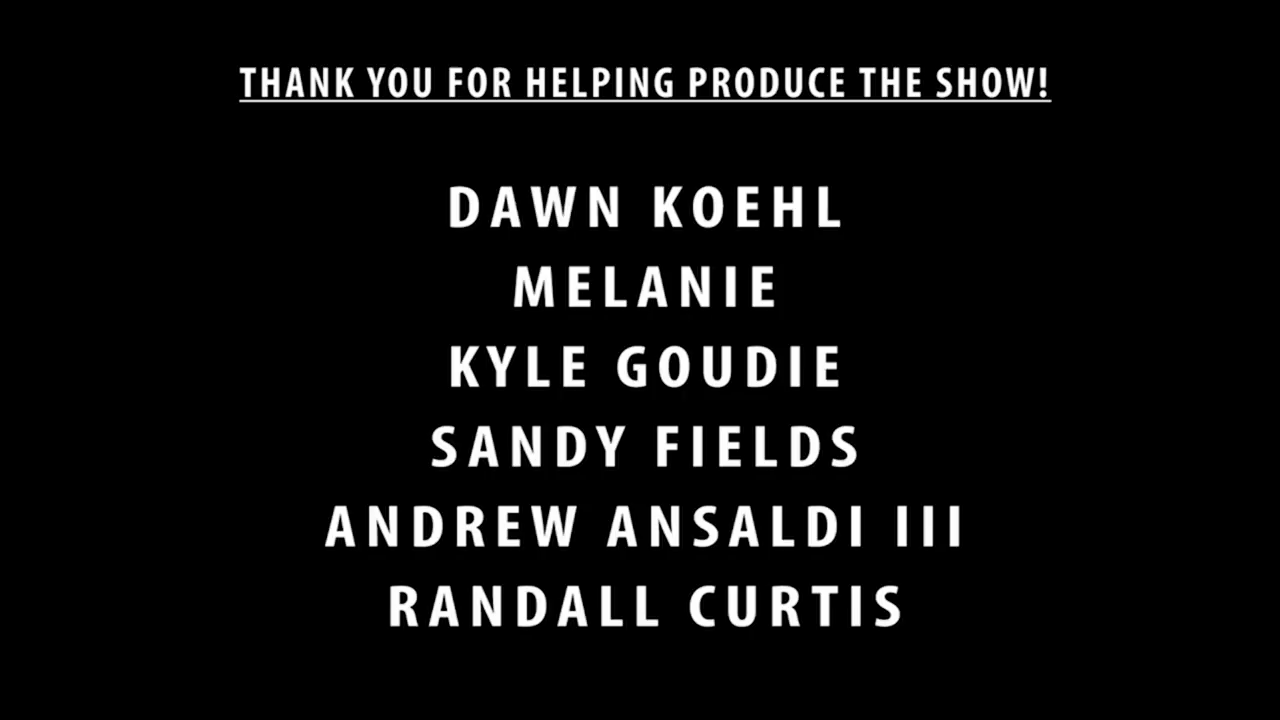 THANK YOU FOR HELPING PRODUCE THE SHOW!
DAWN KOEHL
MELANIE
KYLE GOUDIE
SANDY FIELDS
ANDREW ANSALDI III
RANDALL CURTIS